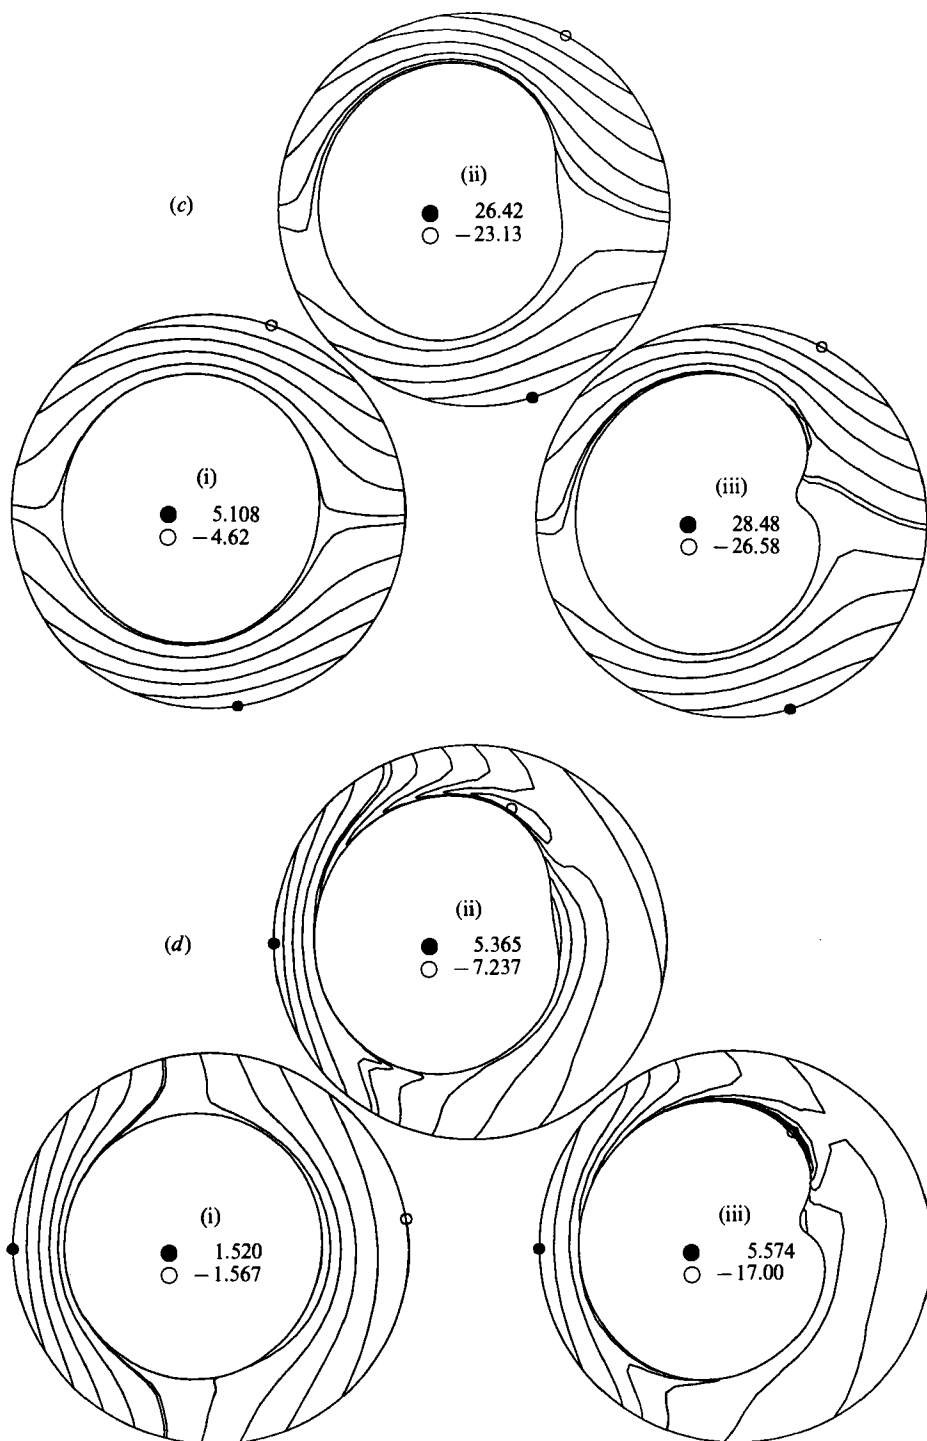 (c)
(ii)
26.42
−23.13
(i)
5.108
−4.62
(iii)
28.48
−26.58
(d)
(ii)
5.365
−7.237
(i)
1.520
−1.567
(iii)
5.574
−17.00